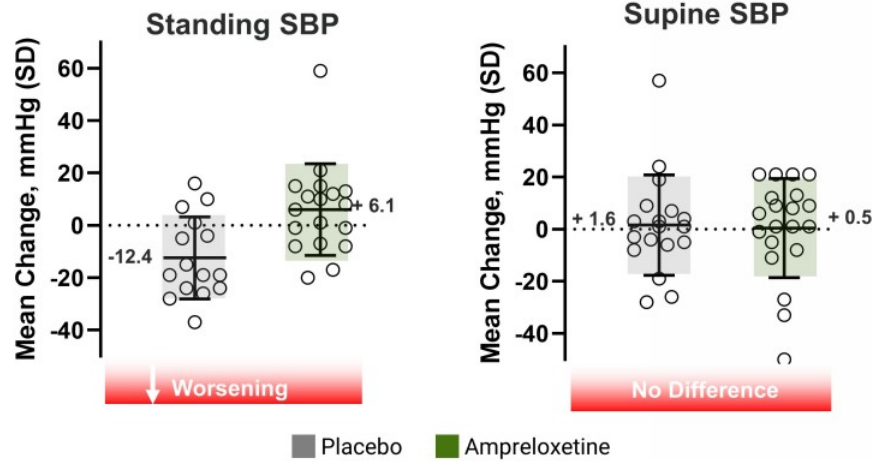 Standing SBP
Mean Change, mmHg (SD)
60
40
20
0
-20
-40
-12.4
+ 6.1
Worsening
Supine SBP
Mean Change, mmHg (SD)
60
40
20
0
-20
-40
+ 1.6
+ 0.5
No Difference
Placebo
Ampreloxetine